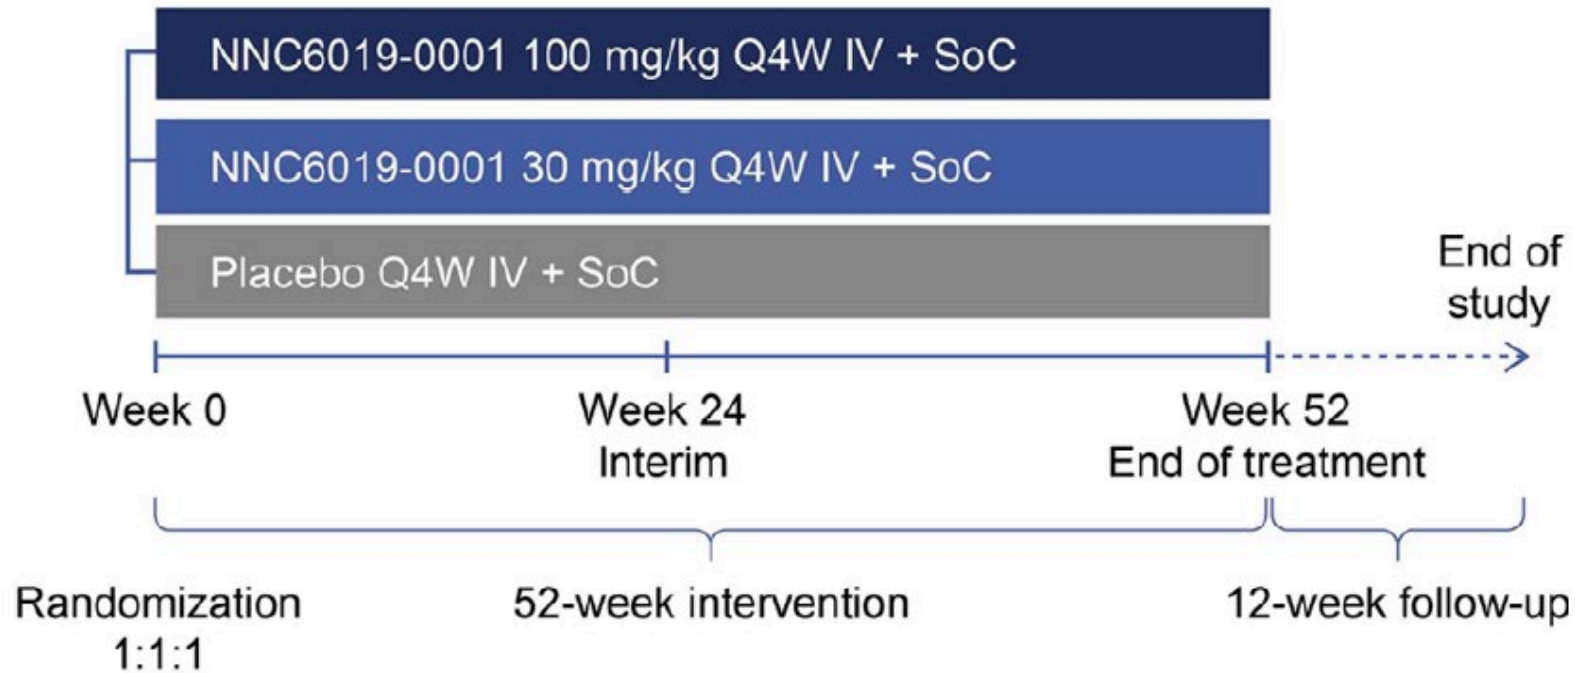 NNC6019-0001 100 mg/kg Q4W IV + SoC
NNC6019-0001 30 mg/kg Q4W IV + SoC
Placebo Q4W IV + SoC
End of
study
Week 0
Week 24
Interim
Week 52
End of treatment
Randomization
1:1:1
52-week intervention
12-week follow-up